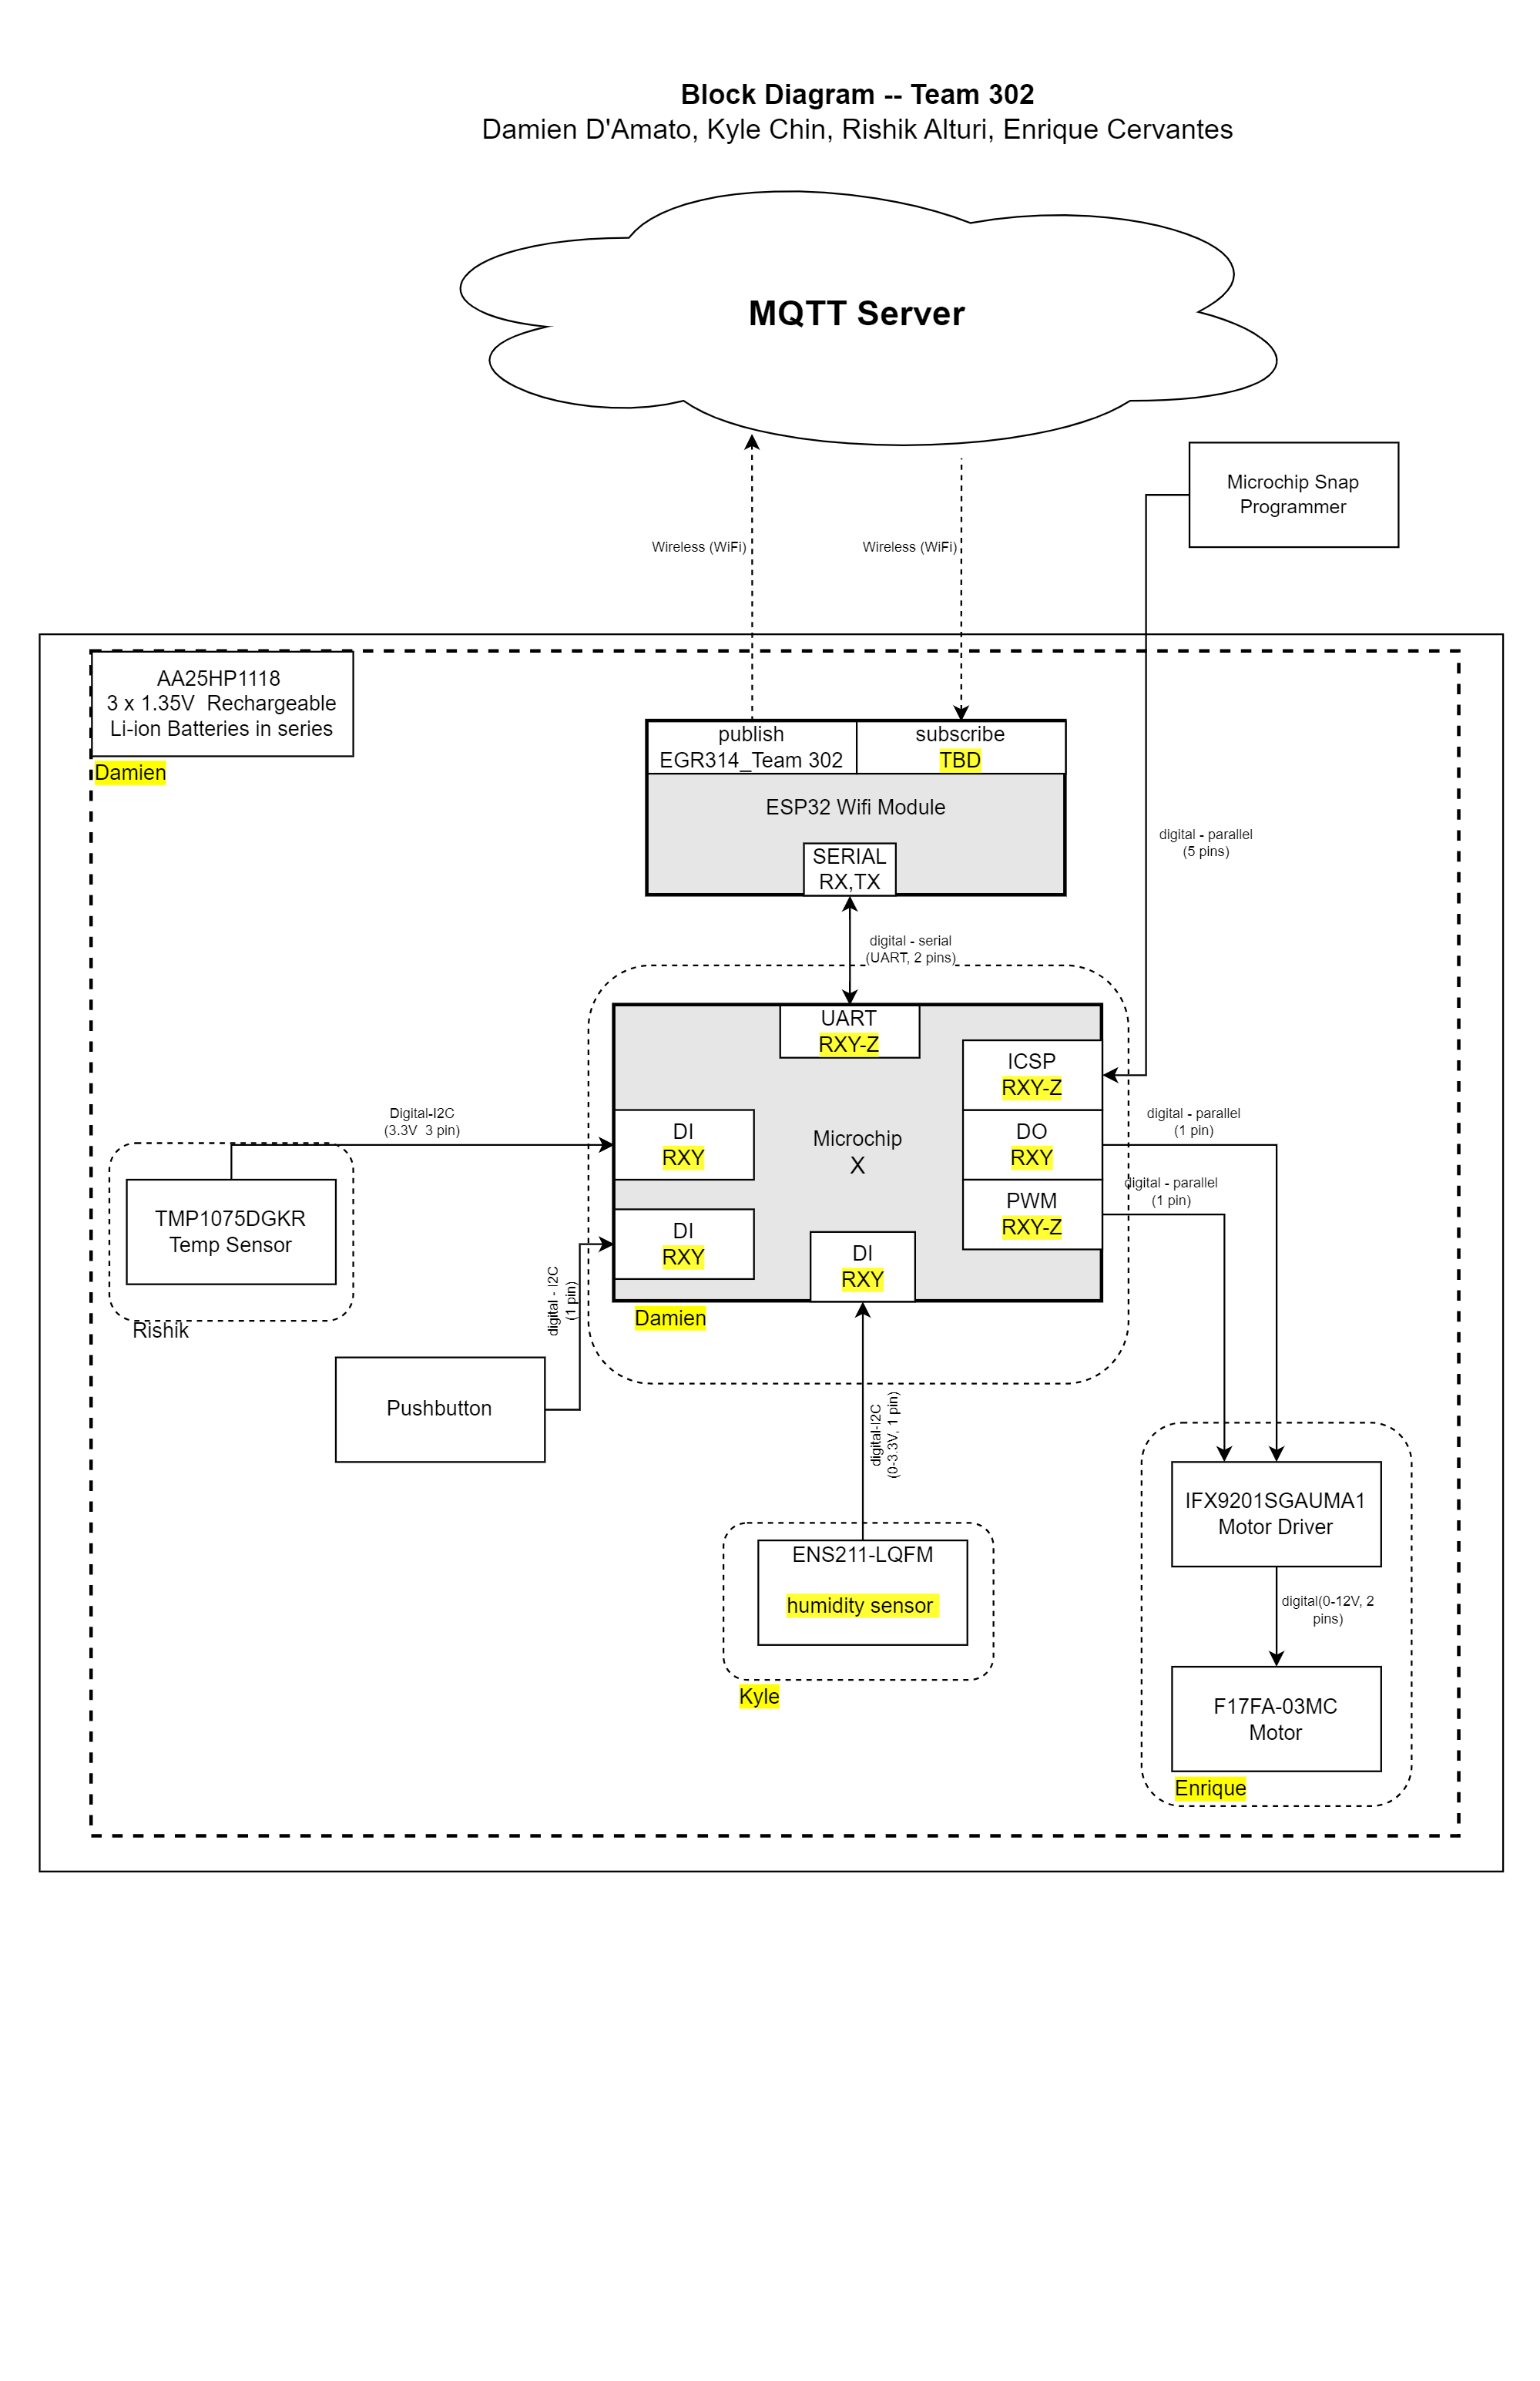 Block Diagram -- Team 302
Damien D'Amato, Kyle Chin, Rishik Alturi, Enrique Cervantes
MQTT Server
Microchip Snap
Programmer
Wireless (WiFi)
Wireless (WiFi)
AA25HP1118
3 x 1.35V  Rechargeable
Li-ion Batteries in series
Damien
publish
EGR314_Team 302
subscribe
TBD
ESP32 Wifi Module
SERIAL
RX,TX
digital - parallel
(5 pins)
digital - serial
(UART, 2 pins)
UART
RXY-Z
ICSP
RXY-Z
Digital-I2C
(3.3V  3 pin)
DI
RXY
Microchip
X
DO
RXY
digital - parallel
(1 pin)
PWM
RXY-Z
digital - parallel
(1 pin)
TMP1075DGKR
Temp Sensor
Rishik
DI
RXY
DI
RXY
digital - I2C
(1 pin)
Damien
Pushbutton
digital-I2C
(0-3.3V, 1 pin)
ENS211-LQFM
humidity sensor
Kyle
IFX9201SGAUMA1
Motor Driver
digital(0-12V, 2
pins)
F17FA-03MC
Motor
Enrique